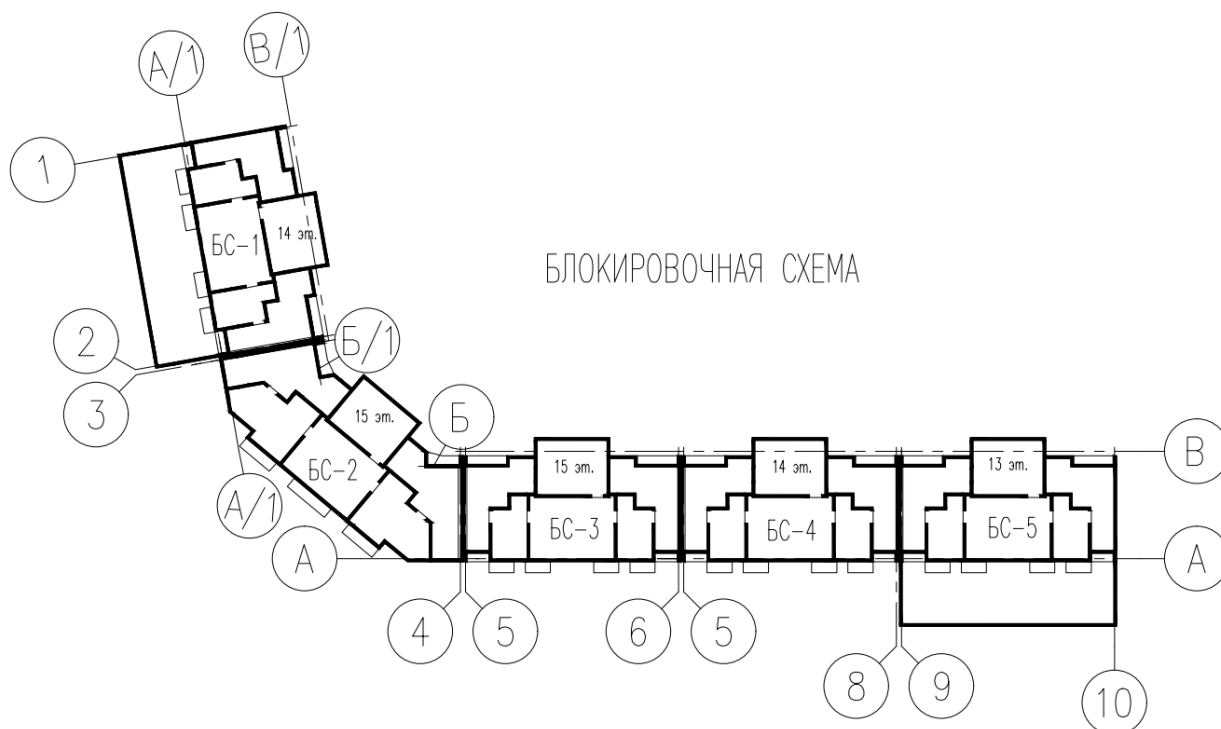 А/1
В/1
1
БС-1
14 эт.
БЛОКИРОВОЧНАЯ СХЕМА
2
3
Б/1
15 эт.
Б
БС-2
А/1
15 эт.
14 эт.
13 эт.
В
БС-3
БС-4
БС-5
А
А
4
5
6
5
8
9
10